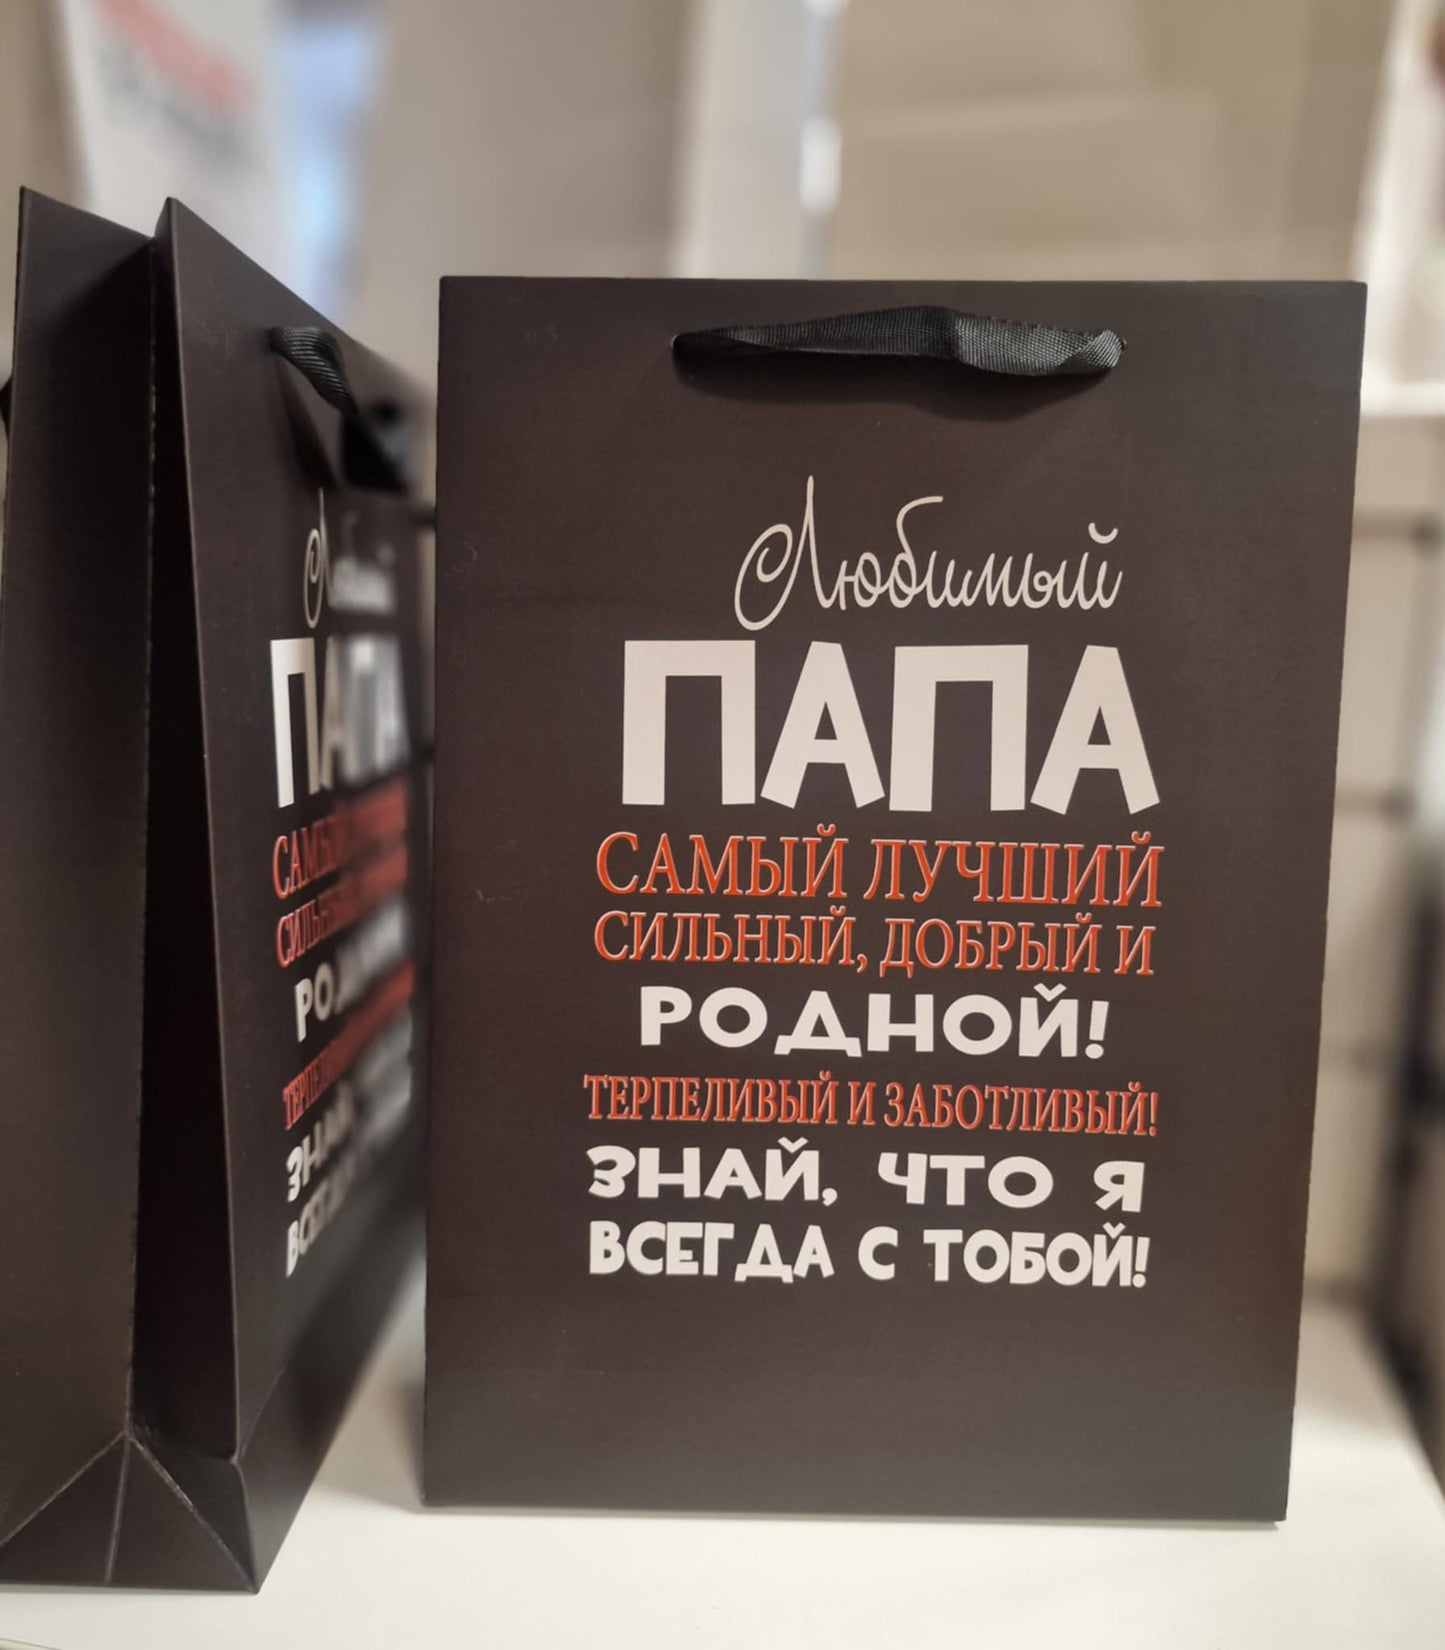 Любимый
ПАПА
САМЫЙ ЛУЧШИЙ
СИЛЬНЫЙ, ДОБРЫЙ И
РОДНОЙ!
ТЕРПЕЛИВЫЙ И ЗАБОТЛИВЫЙ!
ЗНАЙ, ЧТО Я
ВСЕГДА С ТОБОЙ!